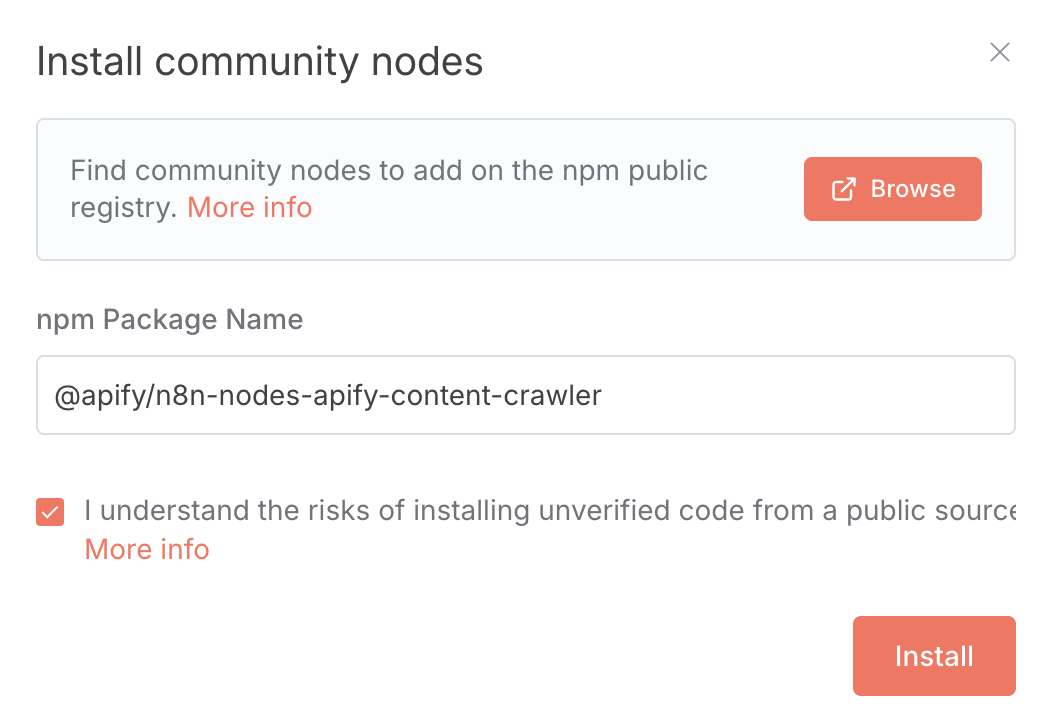 Install community nodes
Find community nodes to add on the npm public
registry. More info
Browse
npm Package Name
@apify/n8n-nodes-apify-content-crawler
I understand the risks of installing unverified code from a public source
More info
Install